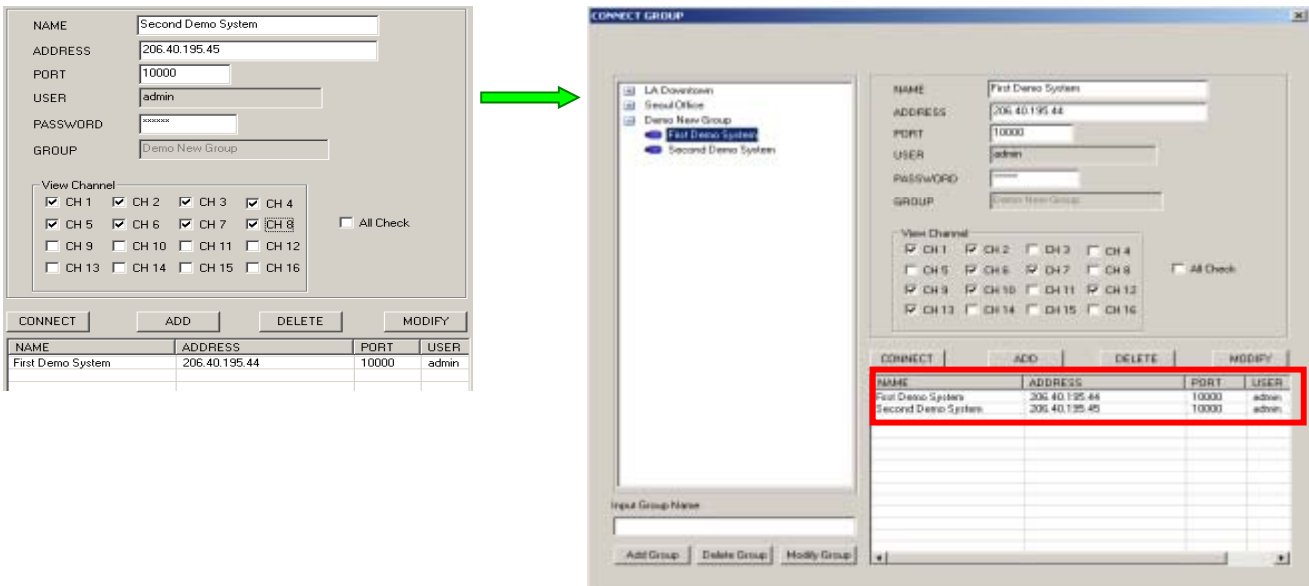 NAME Second Demo System
ADDRESS 206.40.195.45
PORT 10000
USER admin
PASSWORD xxxxxx
GROUP Demo New Group
View Channel
CH 1 CH 2 CH 3 CH 4
CH 5 CH 6 CH 7 CH 8 All Check
CH 9 CH 10 CH 11 CH 12
CH 13 CH 14 CH 15 CH 16
CONNECT ADD DELETE MODIFY
NAME ADDRESS PORT USER
First Demo System 206.40.195.44 10000 admin
CONNECT GROUP
LA Downtown
Seoul Office
Demo New Group
First Demo System
Second Demo System
Input Group Name
Add Group Delete Group Modify Group
NAME First Demo System
ADDRESS 206.40.195.44
PORT 10000
USER admin
PASSWORD
GROUP Demo New Group
View Channel
CH 1 CH 2 CH 3 CH 4
CH 5 CH 6 CH 7 CH 8 All Check
CH 9 CH 10 CH 11 CH 12
CH 13 CH 14 CH 15 CH 16
CONNECT ADD DELETE MODIFY
NAME ADDRESS PORT USER
First Demo System 206.40.195.44 10000 admin
Second Demo System 206.40.195.45 10000 admin